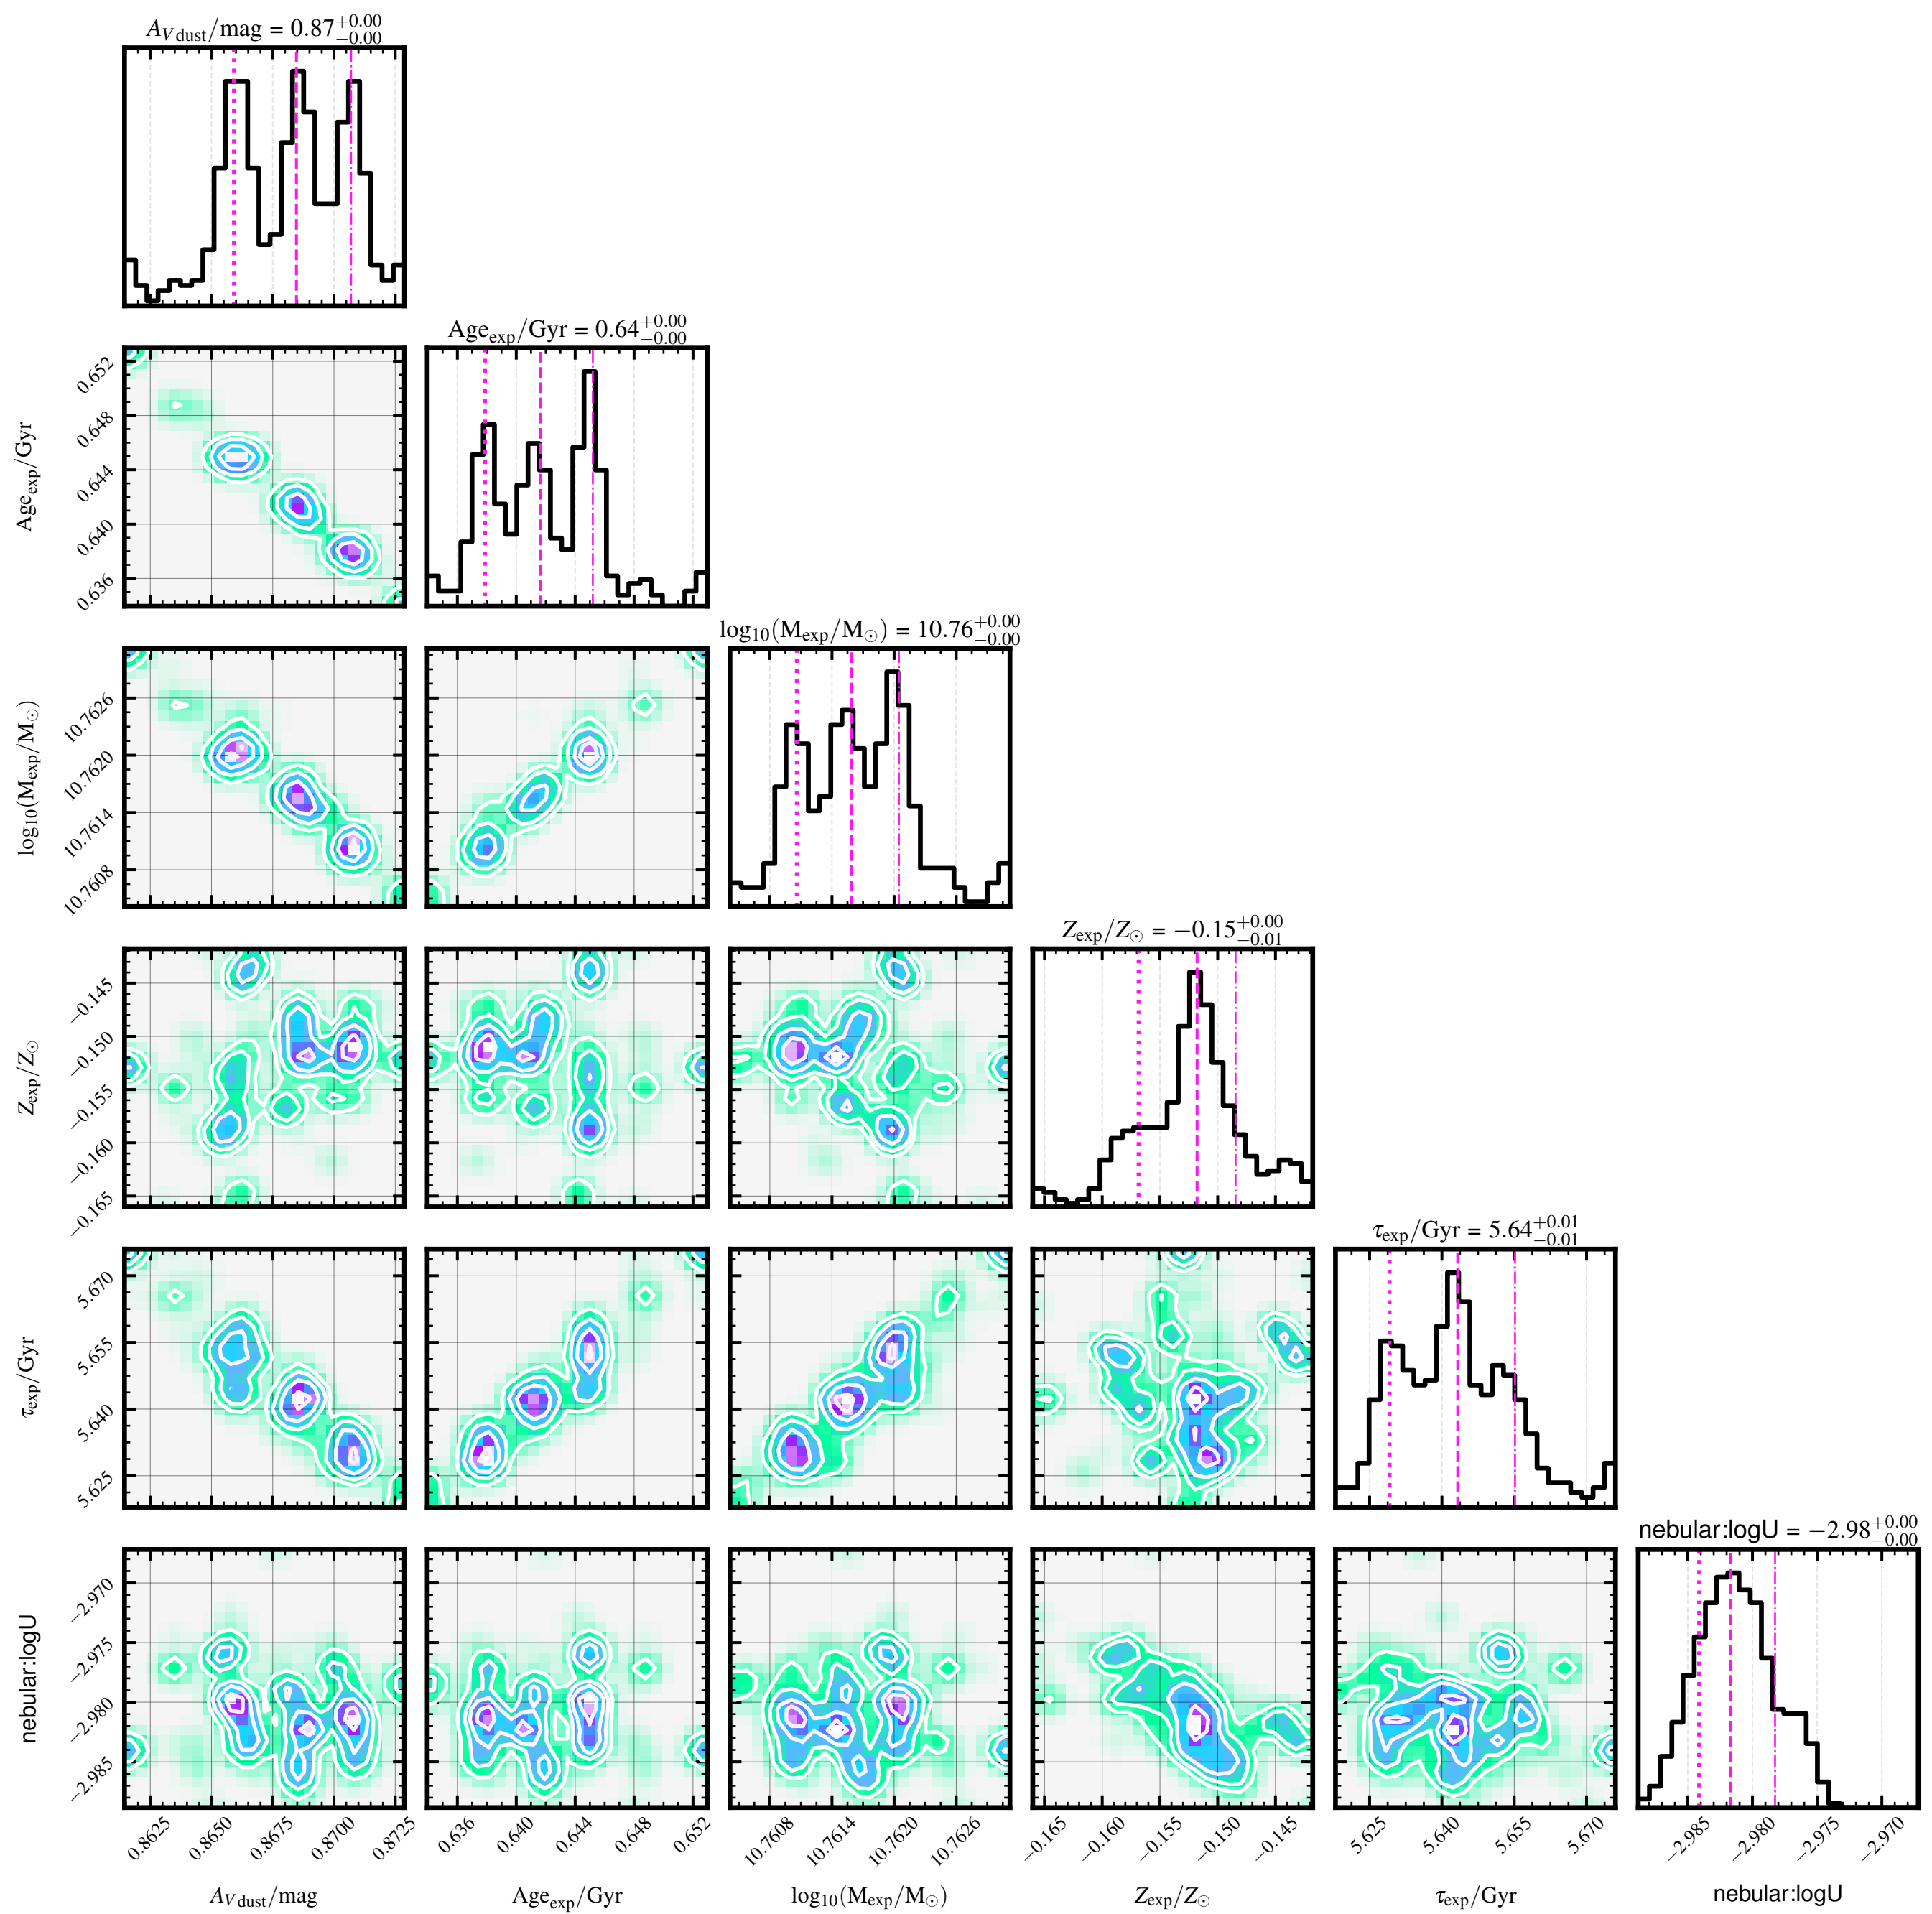 A_V dust/mag = 0.87 +0.00 −0.00
Age_exp/Gyr = 0.64 +0.00 −0.00
0.652
0.648
0.644
0.640
0.636
Age_exp/Gyr
log₁₀(M_exp/M⊙) = 10.76 +0.00 −0.00
10.7626
10.7620
10.7614
10.7608
log₁₀(M_exp/M⊙)
Z_exp/Z⊙ = −0.15 +0.00 −0.01
−0.145
−0.150
−0.155
−0.160
−0.165
Z_exp/Z⊙
τ_exp/Gyr = 5.64 +0.01 −0.01
5.670
5.655
5.640
5.625
τ_exp/Gyr
nebular:logU = −2.98 +0.00 −0.00
−2.970
−2.975
−2.980
−2.985
nebular:logU
0.8625 0.8650 0.8675 0.8700 0.8725 0.636 0.640 0.644 0.648 0.652 10.7608 10.7614 10.7620 10.7626 −0.165 −0.160 −0.155 −0.150 −0.145 5.625 5.640 5.655 5.670 −2.985 −2.980 −2.975 −2.970
A_V dust/mag Age_exp/Gyr log₁₀(M_exp/M⊙) Z_exp/Z⊙ τ_exp/Gyr nebular:logU